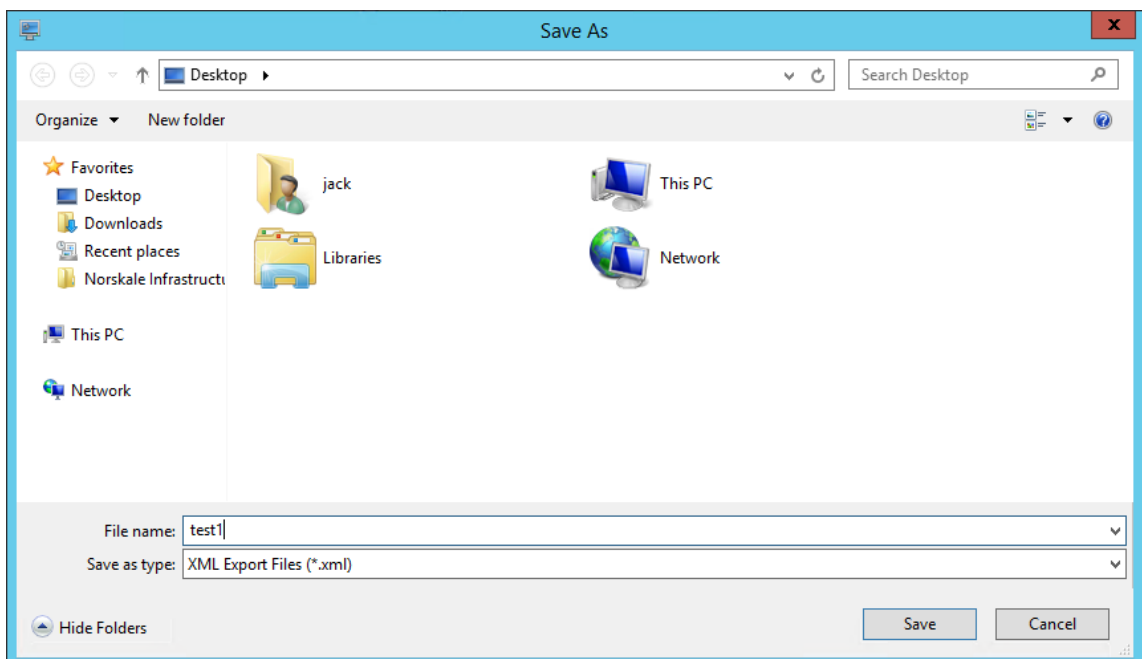 Save As
x
Desktop
Search Desktop
Organize
New folder
Favorites
Desktop
Downloads
Recent places
Norskale Infrastructu
This PC
Network
jack
This PC
Libraries
Network
File name: test1
Save as type: XML Export Files (*.xml)
Hide Folders
Save
Cancel